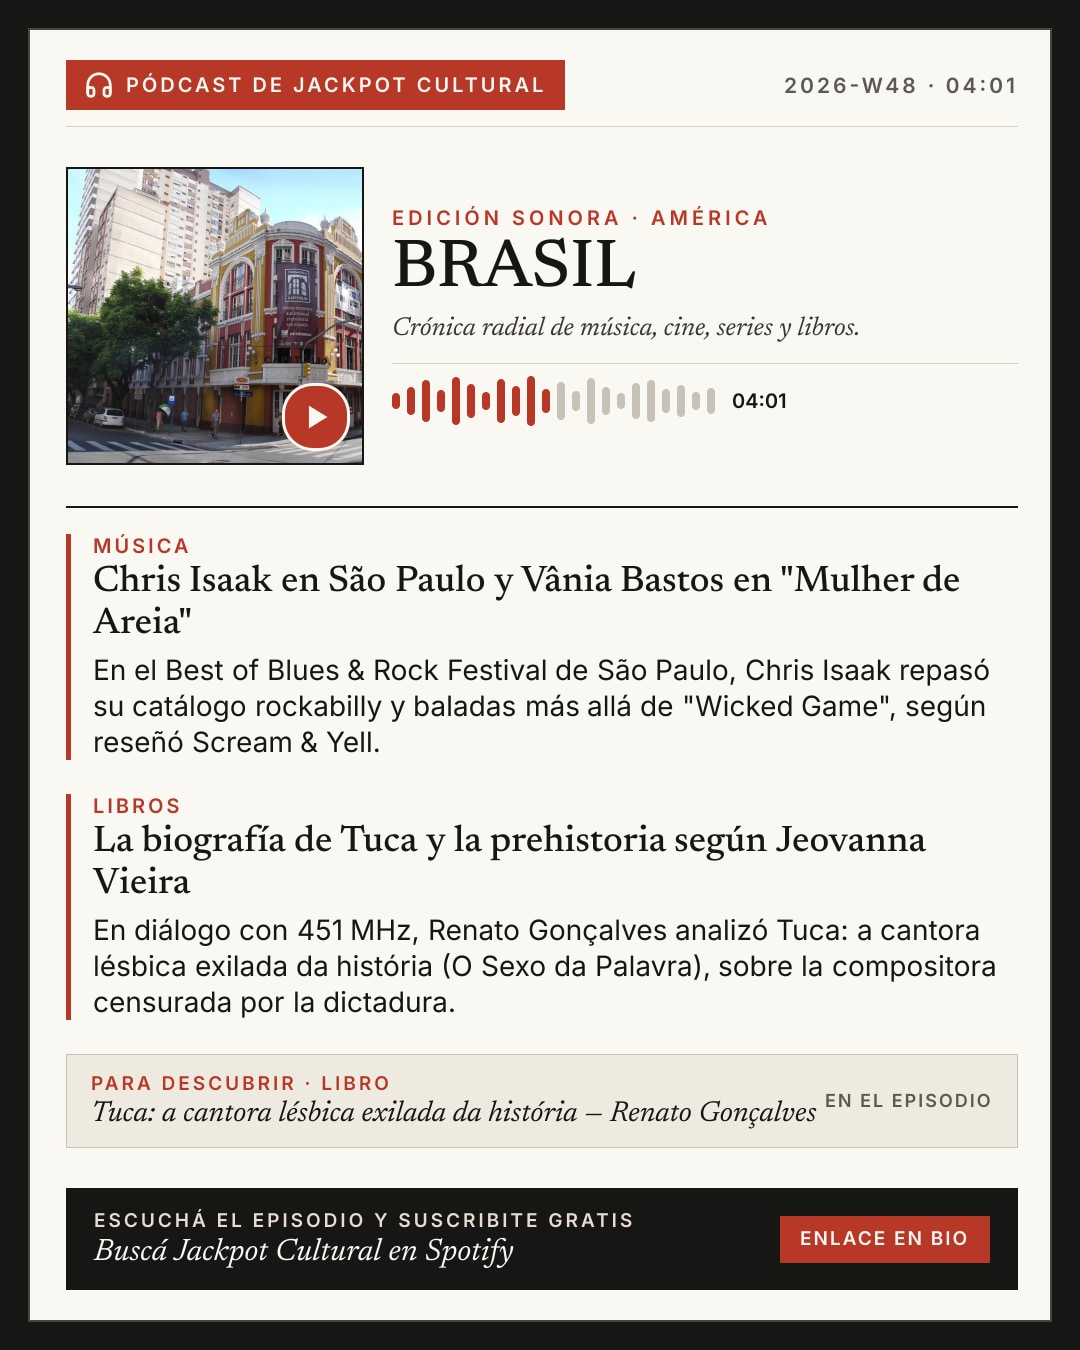 PÓDCAST DE JACKPOT CULTURAL
2026-W48 · 04:01
EDICIÓN SONORA · AMÉRICA
BRASIL
Crónica radial de música, cine, series y libros.
04:01
MÚSICA
Chris Isaak en São Paulo y Vânia Bastos en "Mulher de
Areia"
En el Best of Blues & Rock Festival de São Paulo, Chris Isaak repasó
su catálogo rockabilly y baladas más allá de "Wicked Game", según
reseñó Scream & Yell.
LIBROS
La biografía de Tuca y la prehistoria según Jeovanna
Vieira
En diálogo con 451 MHz, Renato Gonçalves analizó Tuca: a cantora
lésbica exilada da história (O Sexo da Palavra), sobre la compositora
censurada por la dictadura.
PARA DESCUBRIR · LIBRO
Tuca: a cantora lésbica exilada da história — Renato Gonçalves
EN EL EPISODIO
ESCUCHÁ EL EPISODIO Y SUSCRIBITE GRATIS
Buscá Jackpot Cultural en Spotify
ENLACE EN BIO